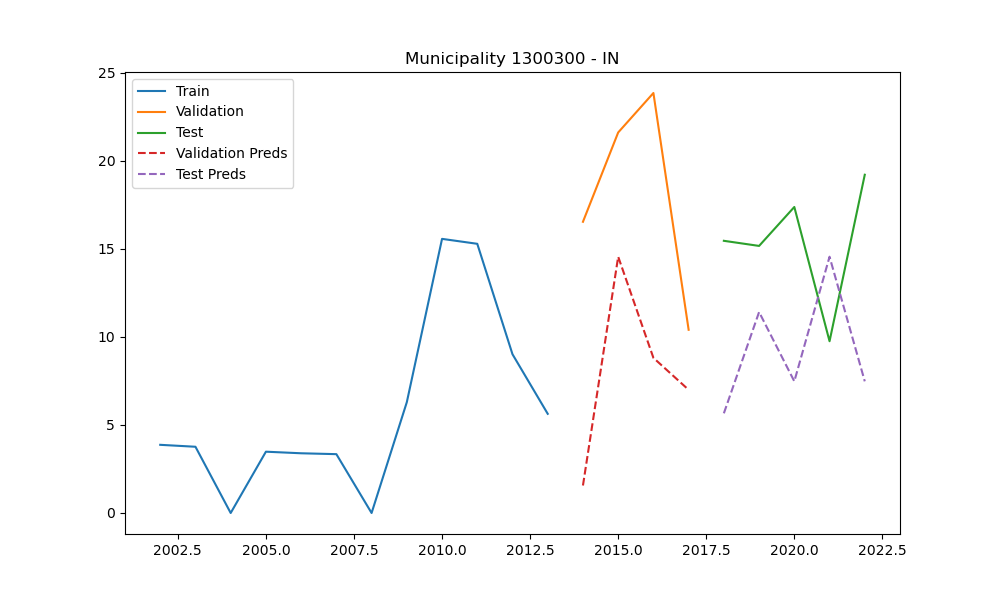 Municipality 1300300 - IN
25
20
15
10
5
0
Train
Validation
Test
Validation Preds
Test Preds
2002.5 2005.0 2007.5 2010.0 2012.5 2015.0 2017.5 2020.0 2022.5